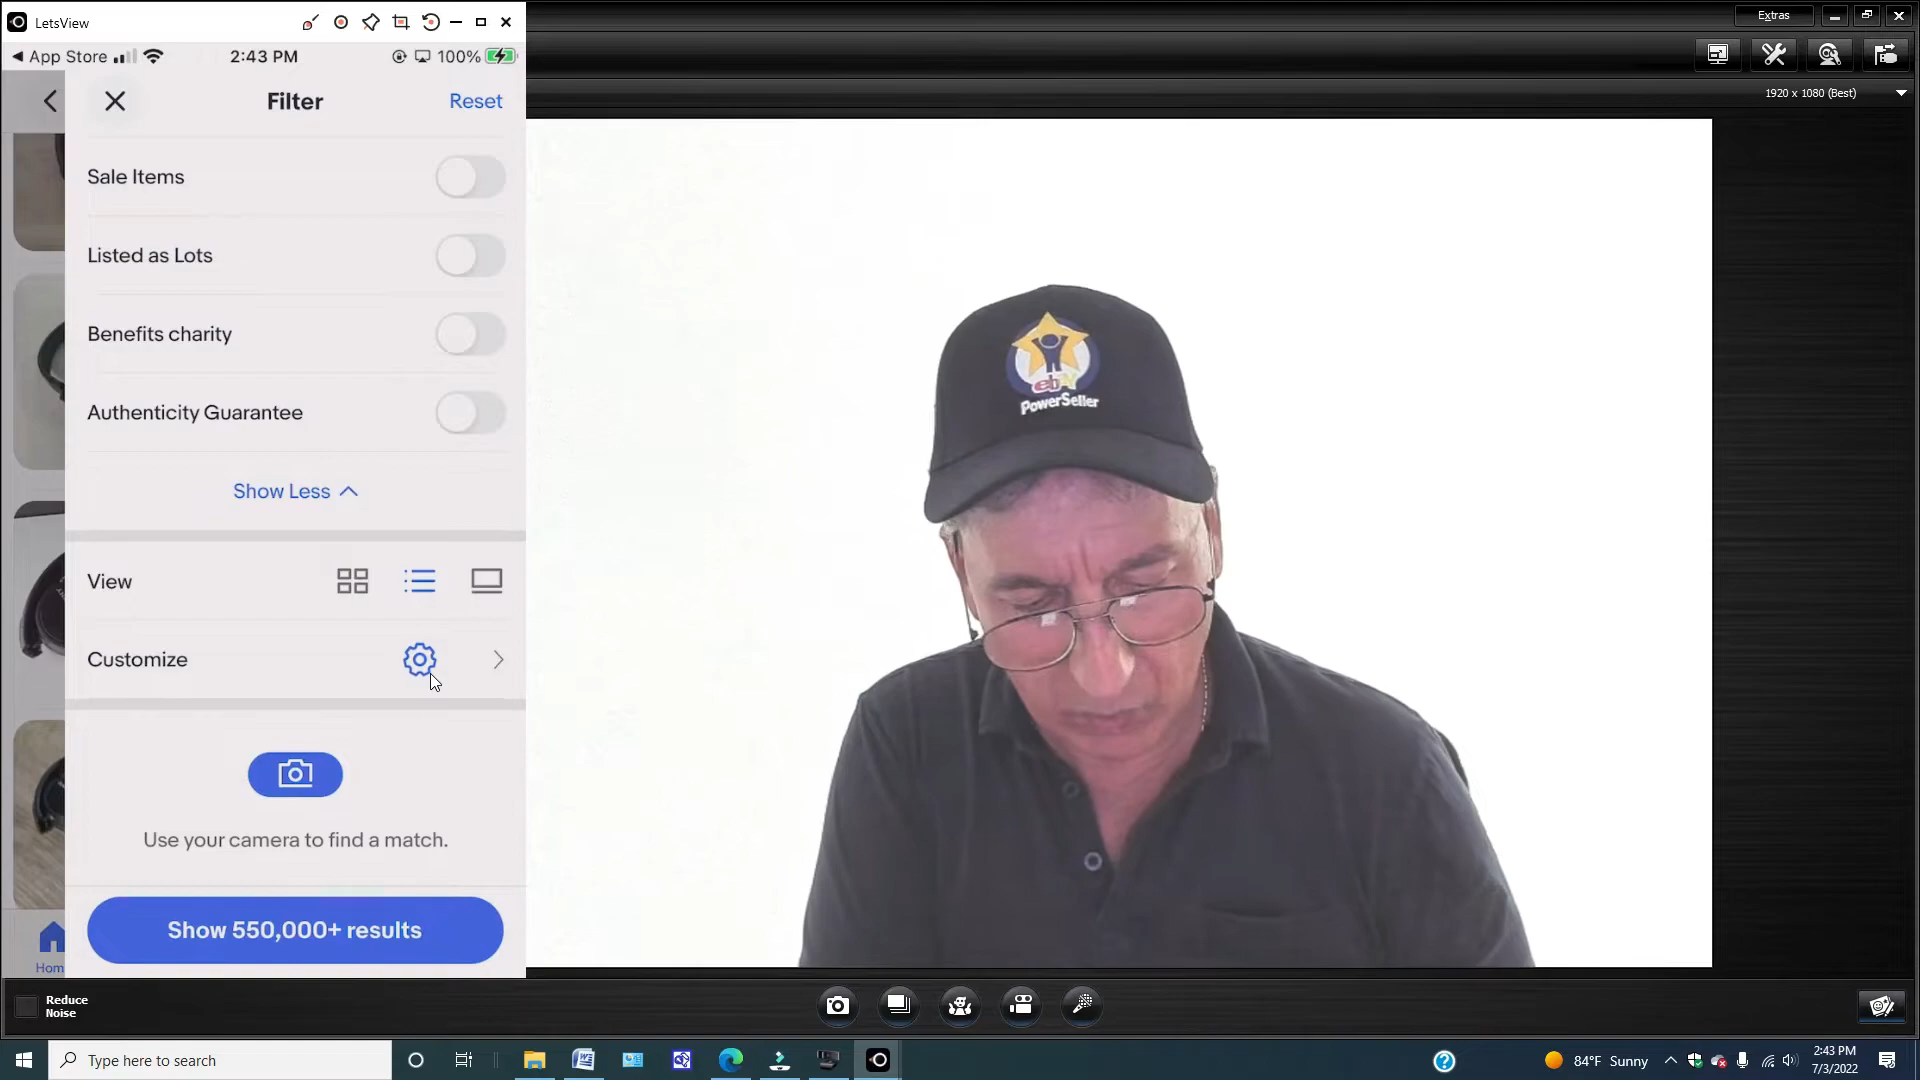 LetsView
Extras
App Store
2:43 PM
100%
Filter
Reset
1920 x 1080 (Best)
Sale Items
Listed as Lots
Benefits charity
Authenticity Guarantee
Show Less
View
Customize
Use your camera to find a match.
Show 550,000+ results
Hom
ebay
PowerSeller
Reduce
Noise
Type here to search
84°F Sunny
2:43 PM
7/3/2022